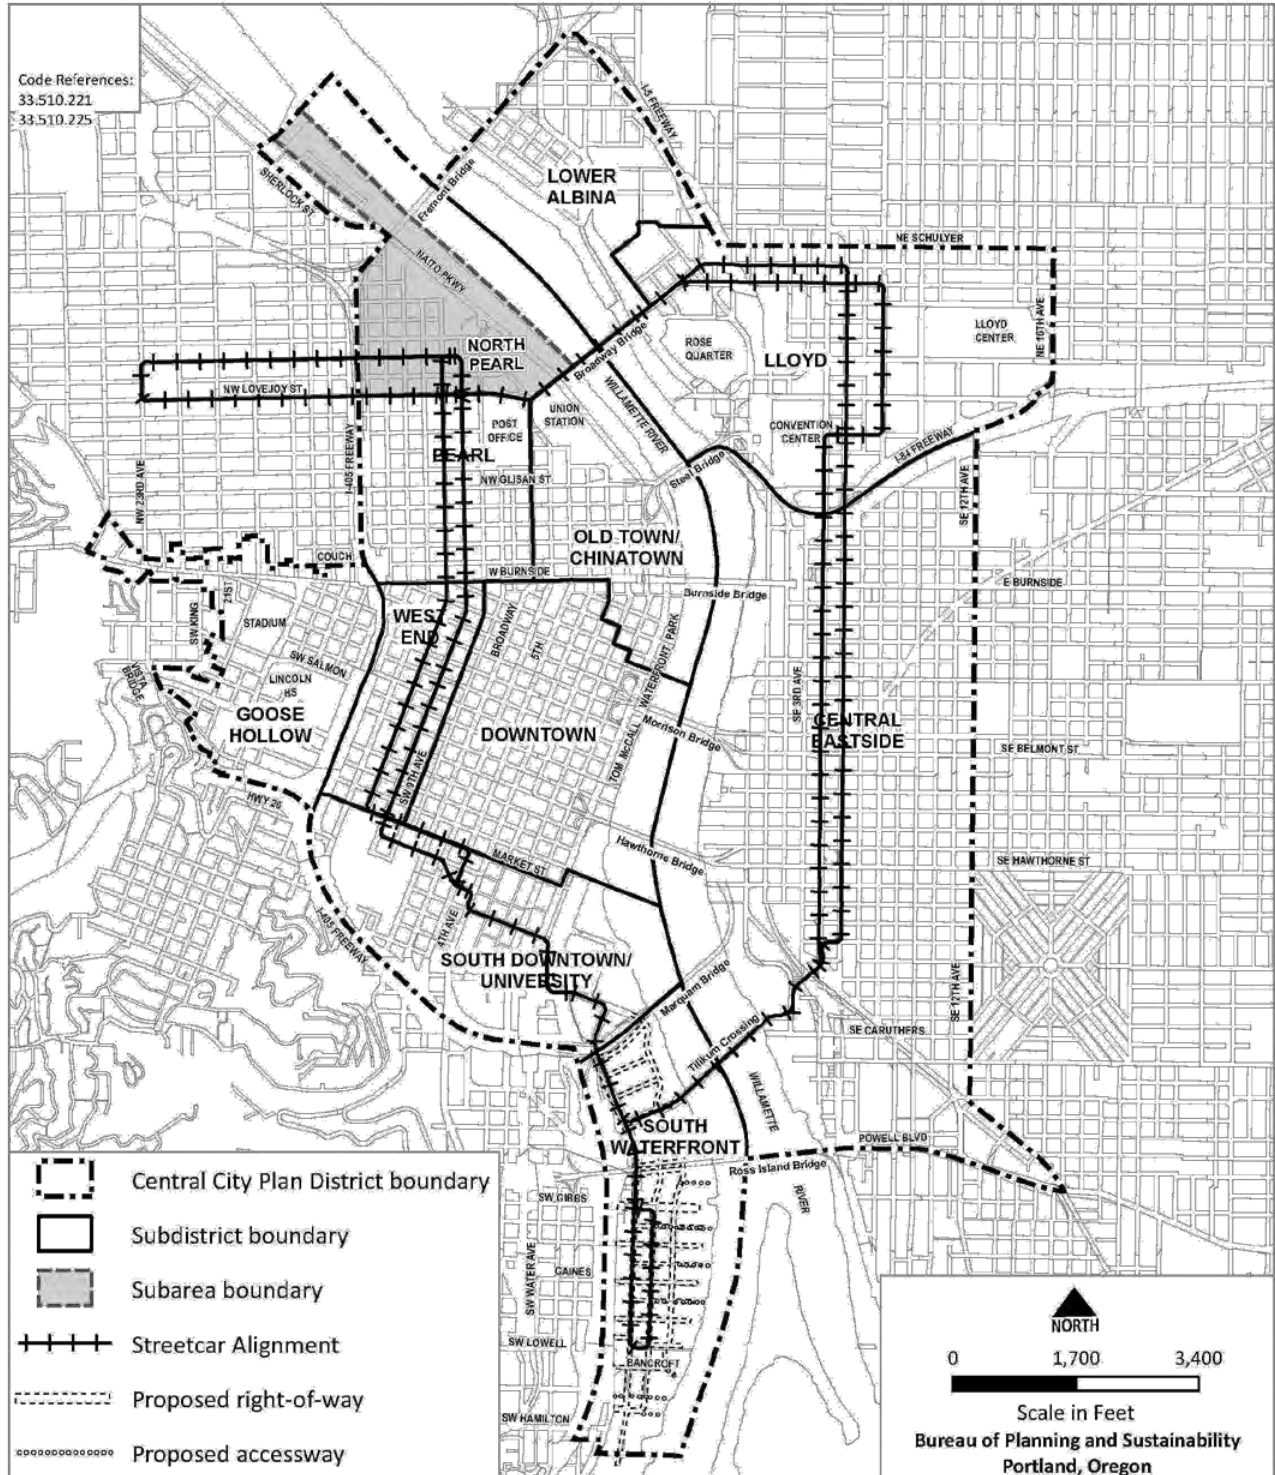 Code References:
33.510.221
33.510.225
I-5 FREEWAY
LOWER
ALBINA
SHERLOCK ST
Fremont Bridge
NE SCHULYER
NAITO PKWY
NE 16TH AVE
LLOYD
CENTER
ROSE
QUARTER
LLOYD
NORTH
PEARL
Broadway Bridge
NW LOVEJOY ST
WILLAMETTE RIVER
UNION
STATION
POST
OFFICE
CONVENTION
CENTER
I-84 FREEWAY
PEARL
I-405 FREEWAY
NW 23RD AVE
NW GLISAN ST
Steel Bridge
SE 12TH AVE
OLD TOWN/
CHINATOWN
COUCH
W BURNSIDE
E BURNSIDE
Burnside Bridge
21ST
SW KING
STADIUM
WEST
END
BROADWAY
5TH
SW SALMON
VISTA
BRIDGE
LINCOLN
HS
GOOSE
HOLLOW
DOWNTOWN
TOM McCALL WATERFRONT PARK
Morrison Bridge
SE 3RD AVE
CENTRAL
EASTSIDE
SE BELMONT ST
SW 9TH AVE
HWY 26
MARKET ST
Hawthorne Bridge
SE HAWTHORNE ST
I-405 FREEWAY
4TH AVE
SOUTH DOWNTOWN/
UNIVERSITY
Marquam Bridge
SE 12TH AVE
SE CARUTHERS
Tilikum Crossing
WILLAMETTE
RIVER
SOUTH
WATERFRONT
POWELL BLVD
Ross Island Bridge
SW GIBBS
SW WATER AVE
GAINES
SW LOWELL
BANCROFT
SW HAMILTON
Central City Plan District boundary
Subdistrict boundary
Subarea boundary
Streetcar Alignment
Proposed right-of-way
Proposed accessway
NORTH
0 1,700 3,400
Scale in Feet
Bureau of Planning and Sustainability
Portland, Oregon